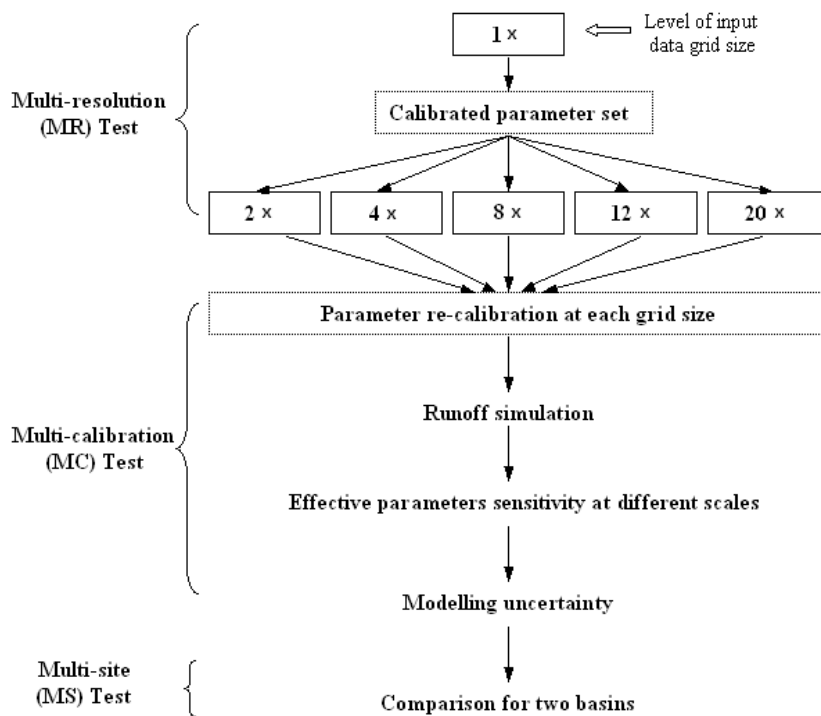 1 ×
Level of input
data grid size
Multi-resolution
(MR) Test
Calibrated parameter set
2 ×
4 ×
8 ×
12 ×
20 ×
Parameter re-calibration at each grid size
Runoff simulation
Multi-calibration
(MC) Test
Effective parameters sensitivity at different scales
Modelling uncertainty
Multi-site
(MS) Test
Comparison for two basins